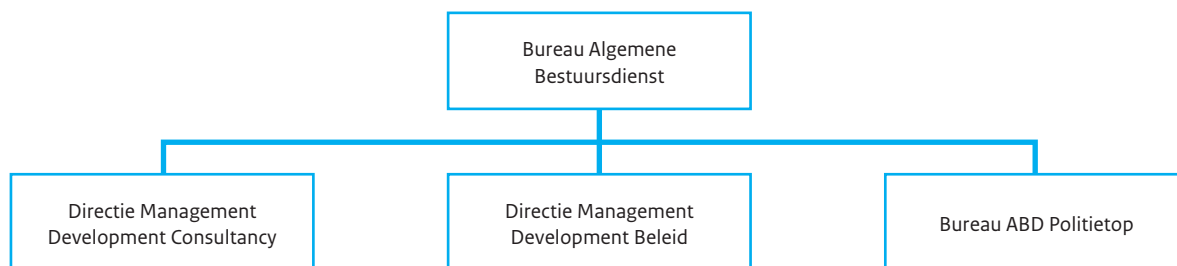 Bureau Algemene
Bestuursdienst
Directie Management
Development Consultancy
Directie Management
Development Beleid
Bureau ABD Politietop